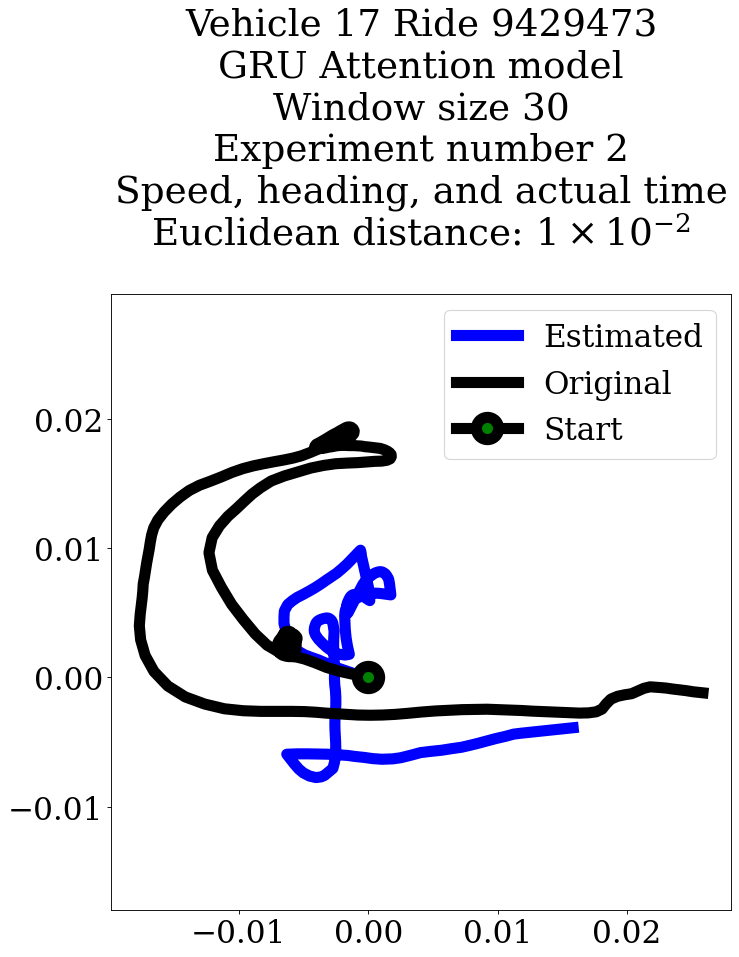 Vehicle 17 Ride 9429473
GRU Attention model
Window size 30
Experiment number 2
Speed, heading, and actual time
Euclidean distance: 1 × 10⁻²
Estimated
Original
Start
0.02
0.01
0.00
−0.01
−0.01 0.00 0.01 0.02